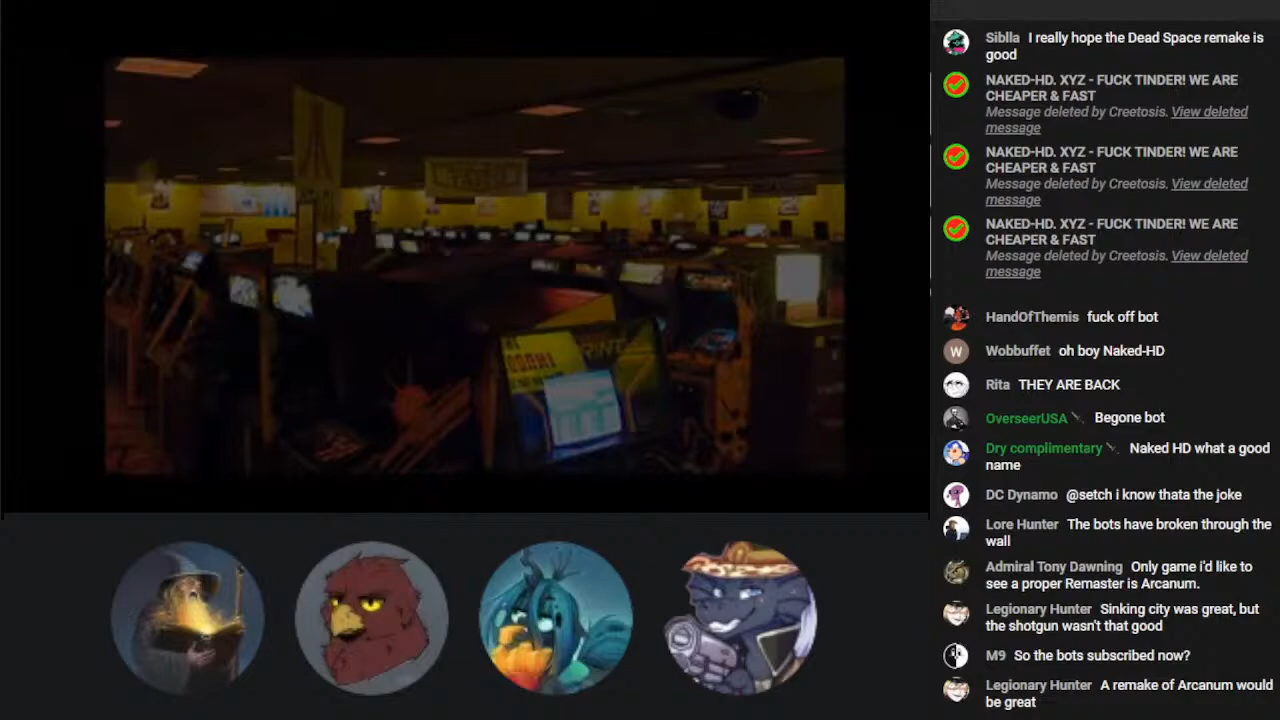 Siblla I really hope the Dead Space remake is
good
NAKED-HD. XYZ - FUCK TINDER! WE ARE
CHEAPER & FAST
Message deleted by Creetosis. View deleted
message
NAKED-HD. XYZ - FUCK TINDER! WE ARE
CHEAPER & FAST
Message deleted by Creetosis. View deleted
message
NAKED-HD. XYZ - FUCK TINDER! WE ARE
CHEAPER & FAST
Message deleted by Creetosis. View deleted
message
HandOfThemis fuck off bot
W
Wobbuffet oh boy Naked-HD
Rita THEY ARE BACK
OverseerUSA Begone bot
Dry complimentary Naked HD what a good
name
DC Dynamo @setch i know thata the joke
Lore Hunter The bots have broken through the
wall
Admiral Tony Dawning Only game i'd like to
see a proper Remaster is Arcanum.
Legionary Hunter Sinking city was great, but
the shotgun wasn't that good
M9 So the bots subscribed now?
Legionary Hunter A remake of Arcanum would
be great